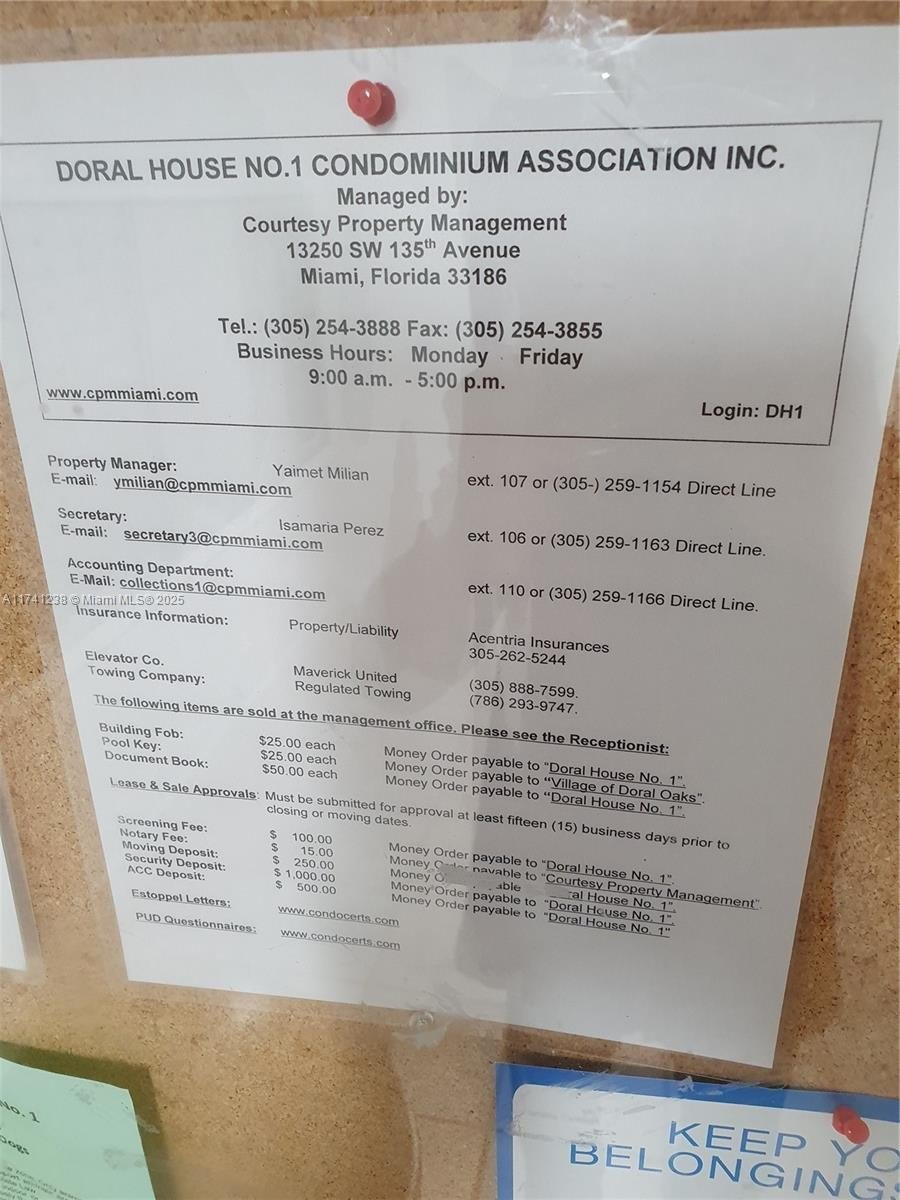 DORAL HOUSE NO.1 CONDOMINIUM ASSOCIATION INC.
Managed by:
Courtesy Property Management
13250 SW 135th Avenue
Miami, Florida 33186
Tel.: (305) 254-3888 Fax: (305) 254-3855
Business Hours: Monday Friday
9:00 a.m. - 5:00 p.m.
www.cpmmiami.com Login: DH1
Property Manager: Yaimet Milian ext. 107 or (305-) 259-1154 Direct Line
E-mail: ymilian@cpmmiami.com
Secretary: Isamaria Perez ext. 106 or (305) 259-1163 Direct Line.
E-mail: secretary3@cpmmiami.com
Accounting Department: ext. 110 or (305) 259-1166 Direct Line.
E-Mail: collections1@cpmmiami.com
A11741238 © Miami MLS® 2025
Insurance Information: Property/Liability Acentria Insurances
305-262-5244
Elevator Co. Maverick United (305) 888-7599.
Towing Company: Regulated Towing (786) 293-9747.
The following items are sold at the management office. Please see the Receptionist:
Building Fob: $25.00 each Money Order payable to "Doral House No. 1".
Pool Key: $25.00 each Money Order payable to "Village of Doral Oaks".
Document Book: $50.00 each Money Order payable to "Doral House No. 1".
Lease & Sale Approvals: Must be submitted for approval at least fifteen (15) business days prior to
closing or moving dates.
Screening Fee: $ 100.00 Money Order payable to "Doral House No. 1".
Notary Fee: $ 15.00 Money Order payable to "Courtesy Property Management".
Moving Deposit: $ 250.00 Money O able al House No. 1".
Security Deposit: $ 1,000.00 Money Order payable to "Doral House No. 1".
ACC Deposit: $ 500.00 Money Order payable to "Doral House No. 1"
Estoppel Letters: www.condocerts.com
PUD Questionnaires: www.condocerts.com
No. 1
Dogs
KEEP YO
BELONGINGS